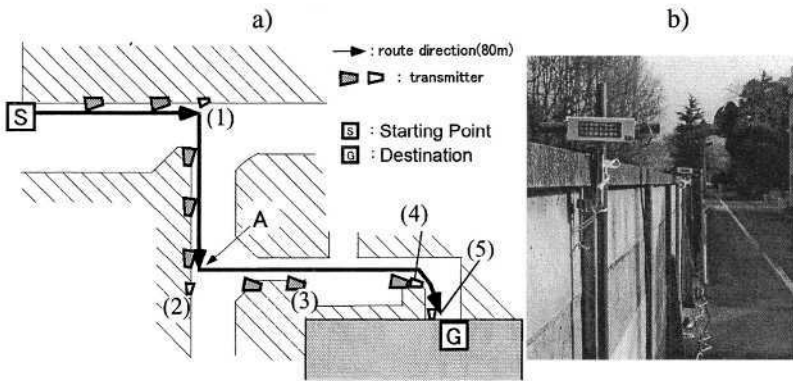 a)
b)
: route direction(80m)
: transmitter
S : Starting Point
G : Destination
S
(1)
A
(2)
(3)
(4)
(5)
G